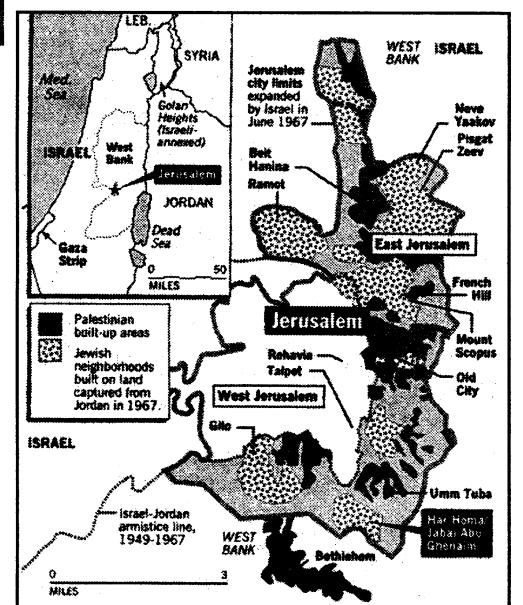 LEB.
SYRIA
Med.
Sea
Golan
Heights (Israeli-
annexed)
ISRAEL
West
Bank
Jerusalem
JORDAN
Dead
Sea
Gaza
Strip
0 50
MILES
Palestinian
built-up areas
Jewish
neighborhoods
built on land
captured from
Jordan in 1967.
WEST
BANK
ISRAEL
Jerusalem
city limits
expanded
by Israel in
June 1967
Neve
Yaakov
Pisgat
Zeev
Beit
Hanina
Ramot
East Jerusalem
French
Hill
Jerusalem
Mount
Scopus
Rehavia
Talpet
Old
City
West Jerusalem
Gilo
ISRAEL
Umm Tuba
Israel-Jordan
armistice line,
1949-1967
WEST
BANK
Har Homa/
Jabal Abu
Ghenaim
Bethlehem
0 3
MILES